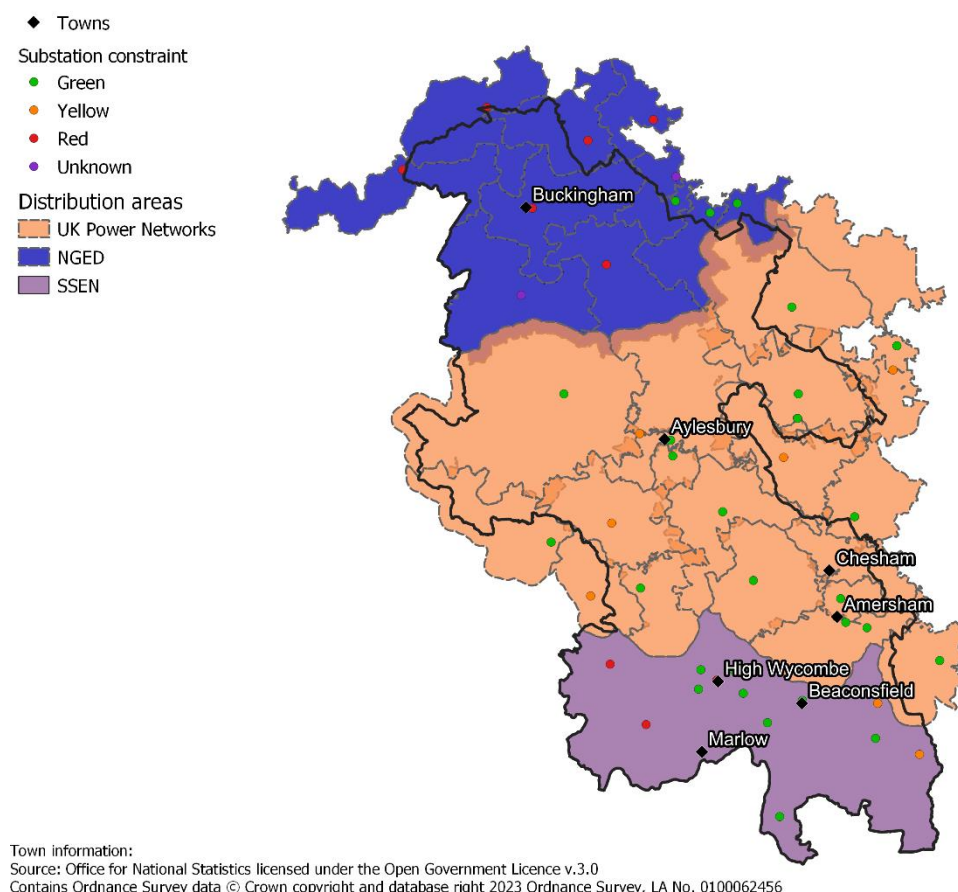 Towns
Substation constraint
Green
Yellow
Red
Unknown
Distribution areas
UK Power Networks
NGED
SSEN
Buckingham
Aylesbury
Chesham
Amersham
High Wycombe
Beaconsfield
Marlow
Town information:
Source: Office for National Statistics licensed under the Open Government Licence v.3.0
Contains Ordnance Survey data © Crown copyright and database right 2023 Ordnance Survey, LA No. 0100062456